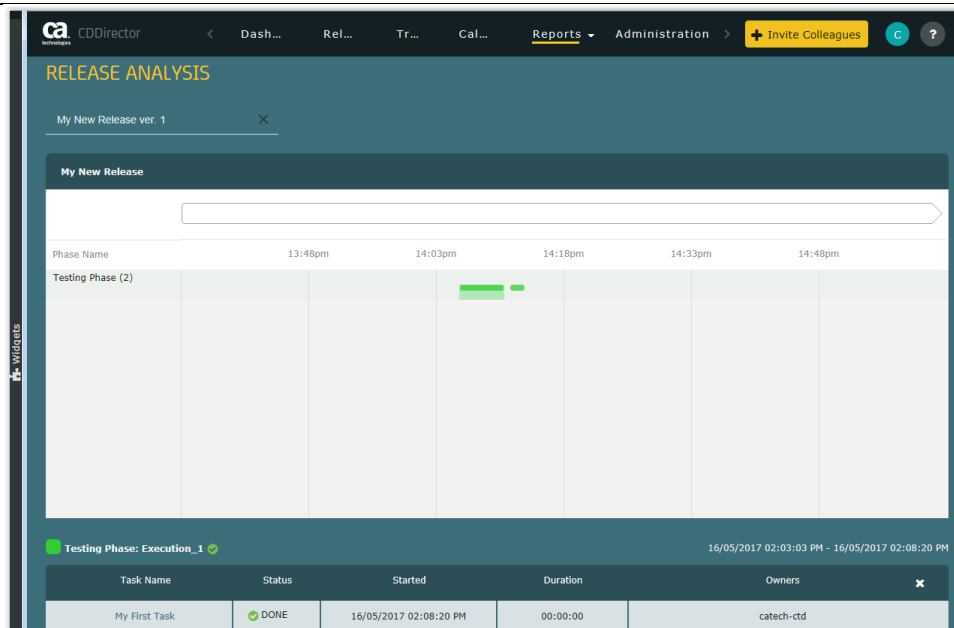 ca technologies CDDirector < Dash... Rel... Tr... Cal... Reports Administration > + Invite Colleagues C ?
RELEASE ANALYSIS
My New Release ver. 1
My New Release
Phase Name 13:48pm 14:03pm 14:18pm 14:33pm 14:48pm
Testing Phase (2)
Widgets
Testing Phase: Execution_1 16/05/2017 02:03:03 PM - 16/05/2017 02:08:20 PM
Task Name Status Started Duration Owners
My First Task DONE 16/05/2017 02:08:20 PM 00:00:00 catech-ctd